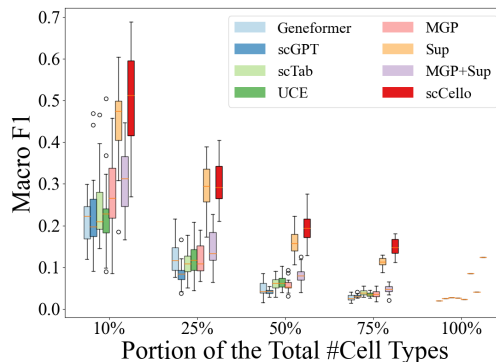 Geneformer
scGPT
scTab
UCE
MGP
Sup
MGP+Sup
scCello
Macro F1
0.7
0.6
0.5
0.4
0.3
0.2
0.1
0.0
10% 25% 50% 75% 100%
Portion of the Total #Cell Types